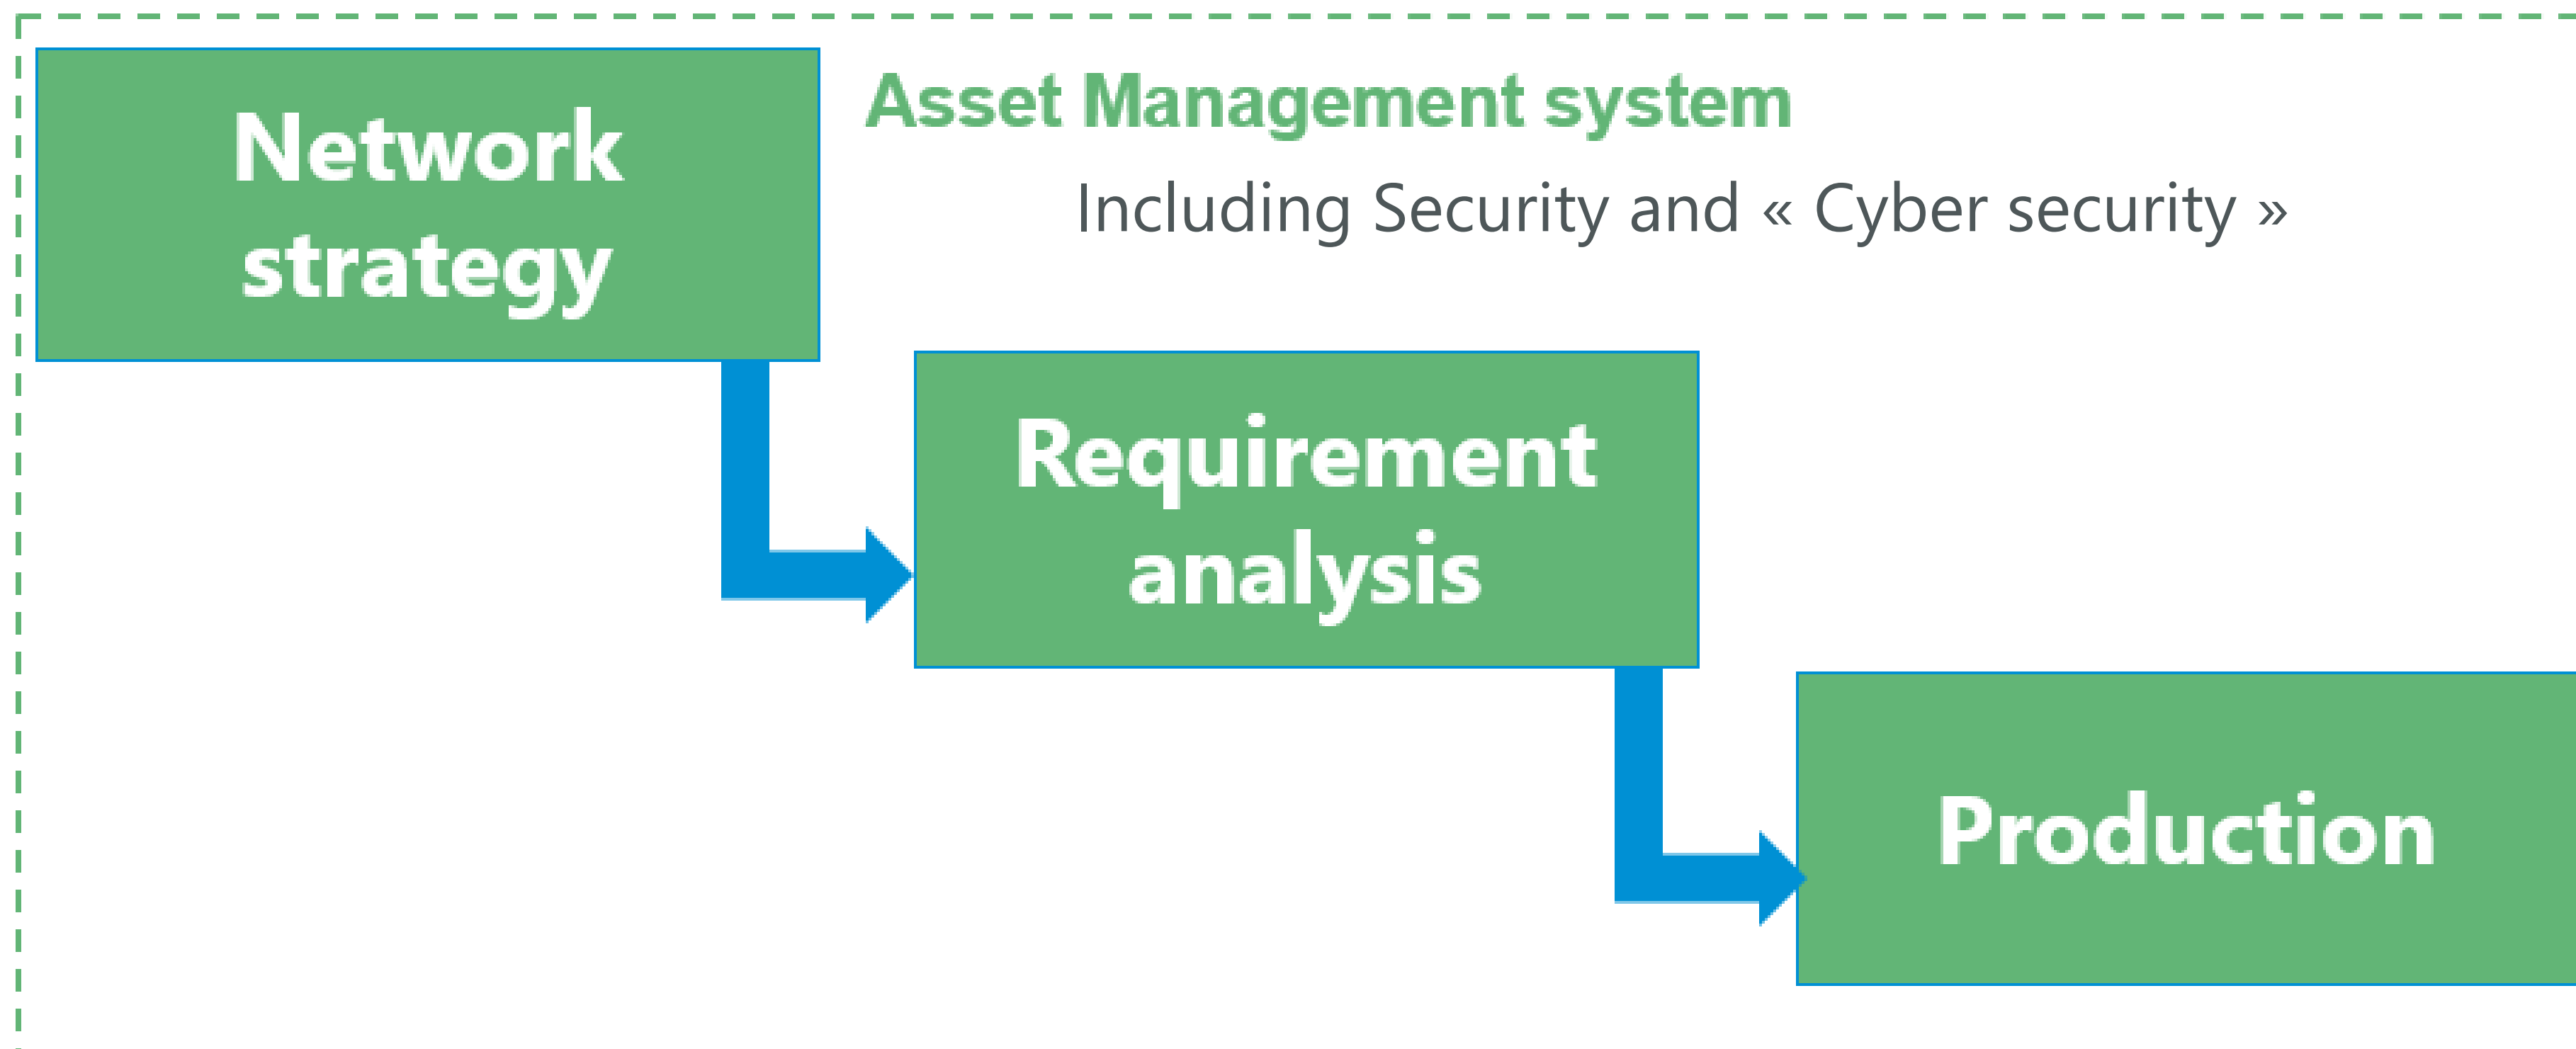 Network
strategy
Asset Management system
Including Security and « Cyber security »
Requirement
analysis
Production